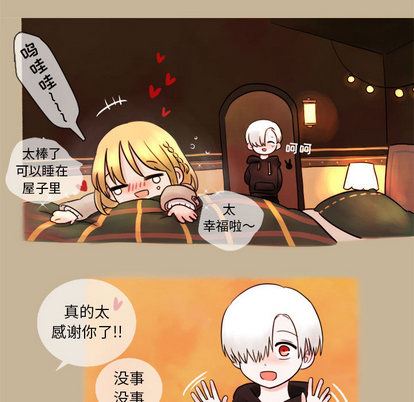 呜
哇
哇
~~~~
太棒了
可以睡在
屋子里
呵呵
太
幸福啦~
真的太
感谢你了!!
没事
没事